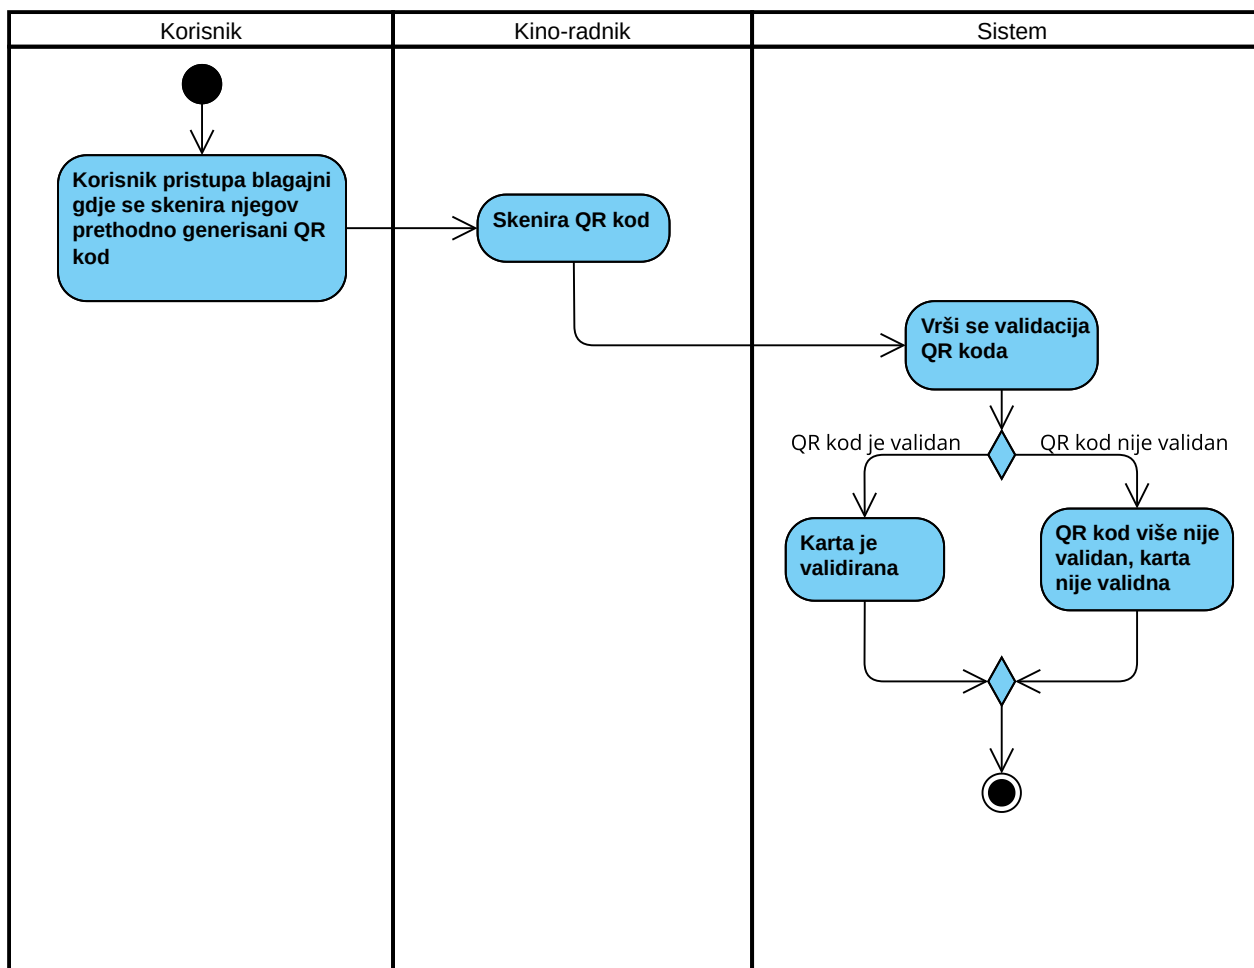 Korisnik
Kino-radnik
Sistem
Korisnik pristupa blagajni
gdje se skenira njegov
prethodno generisani QR
kod
Skenira QR kod
Vrši se validacija
QR koda
QR kod je validan
QR kod nije validan
Karta je
validirana
QR kod više nije
validan, karta
nije validna